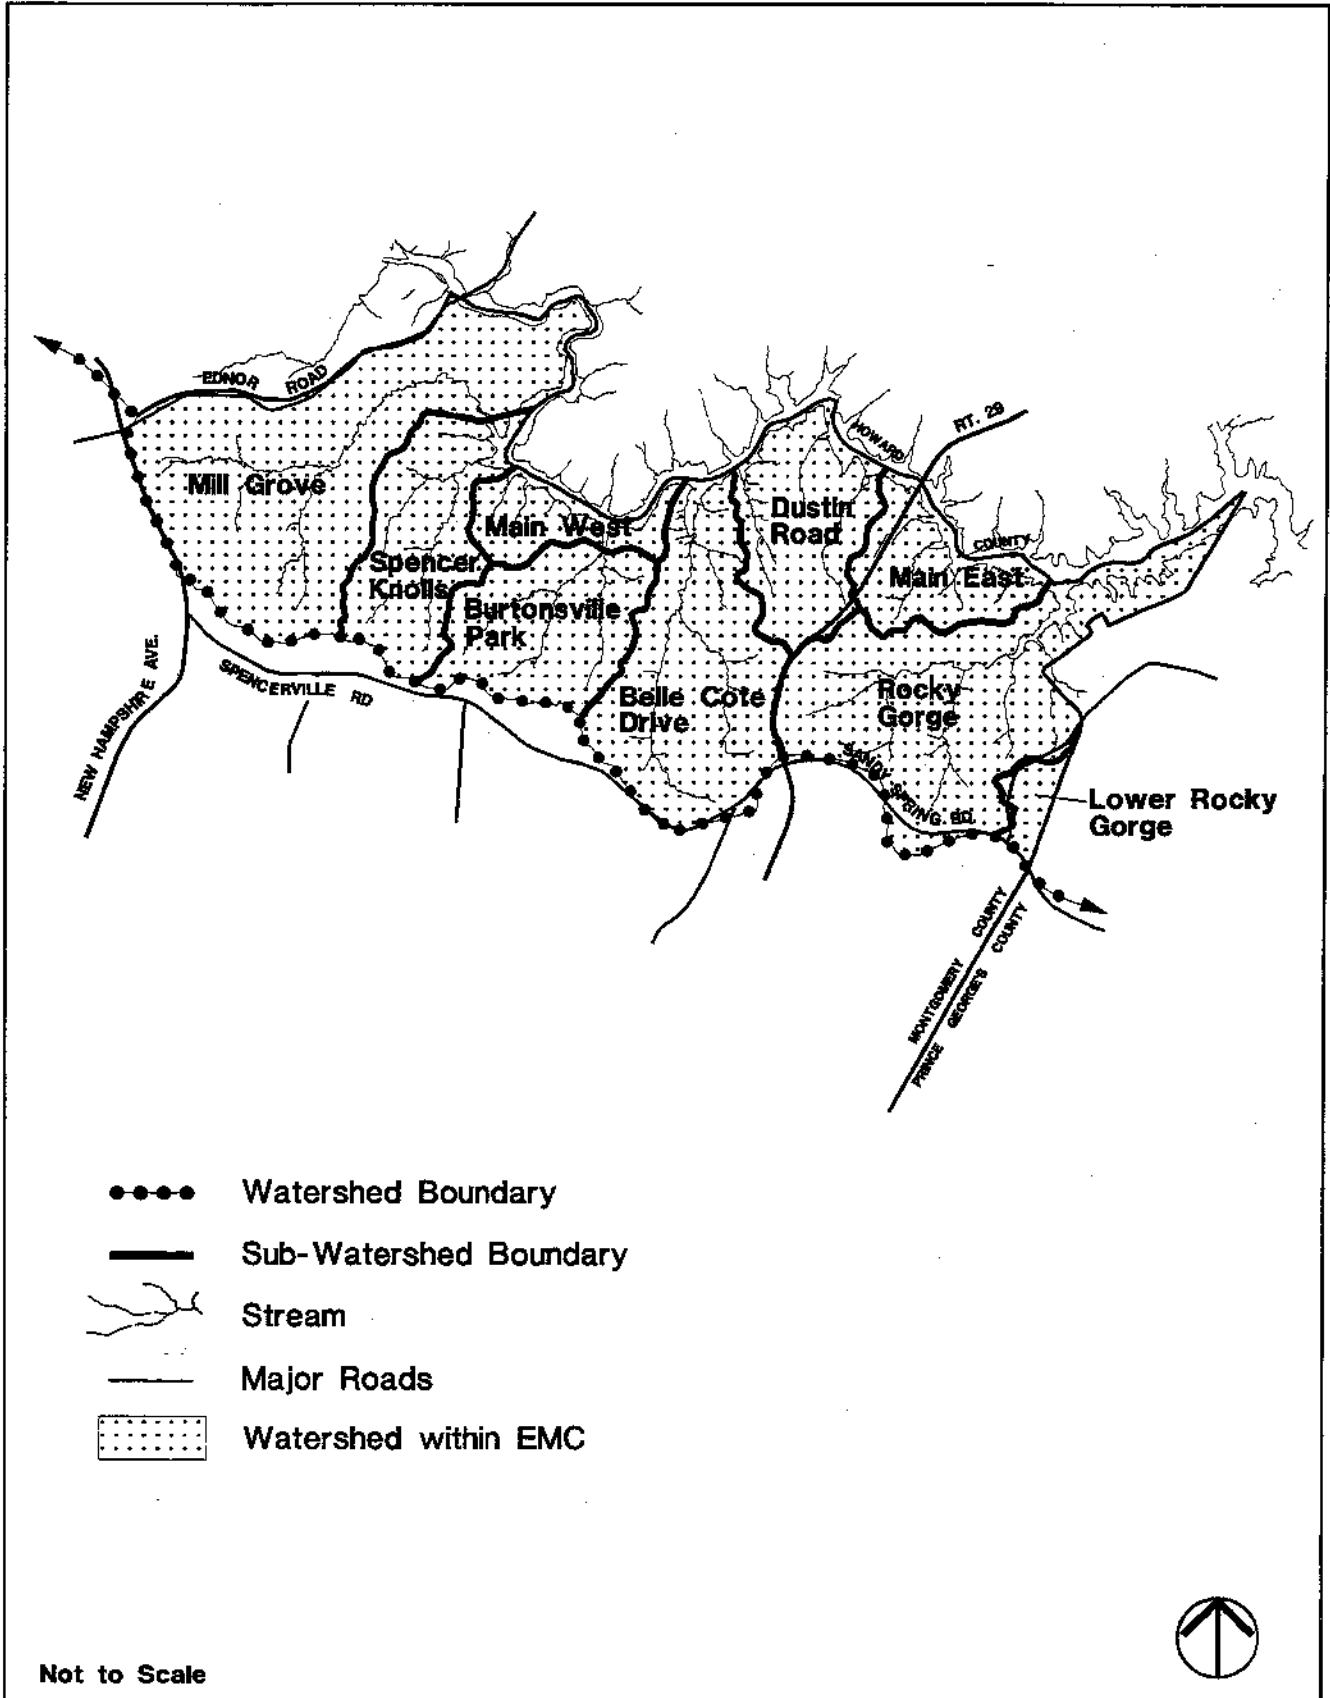 EDNOR ROAD
HOWARD
RT. 29
COUNTY
Mill Grove
Main West
Dustin
Road
Spencer
Knolls
Main East
Burtonsville
Park
Belle Cote
Drive
Rocky
Gorge
NEW HAMPSHIRE AVE.
SPENCERVILLE RD
SANDY SPRING RD.
Lower Rocky
Gorge
MONTGOMERY COUNTY
PRINCE GEORGE'S COUNTY
Watershed Boundary
Sub-Watershed Boundary
Stream
Major Roads
Watershed within EMC
Not to Scale